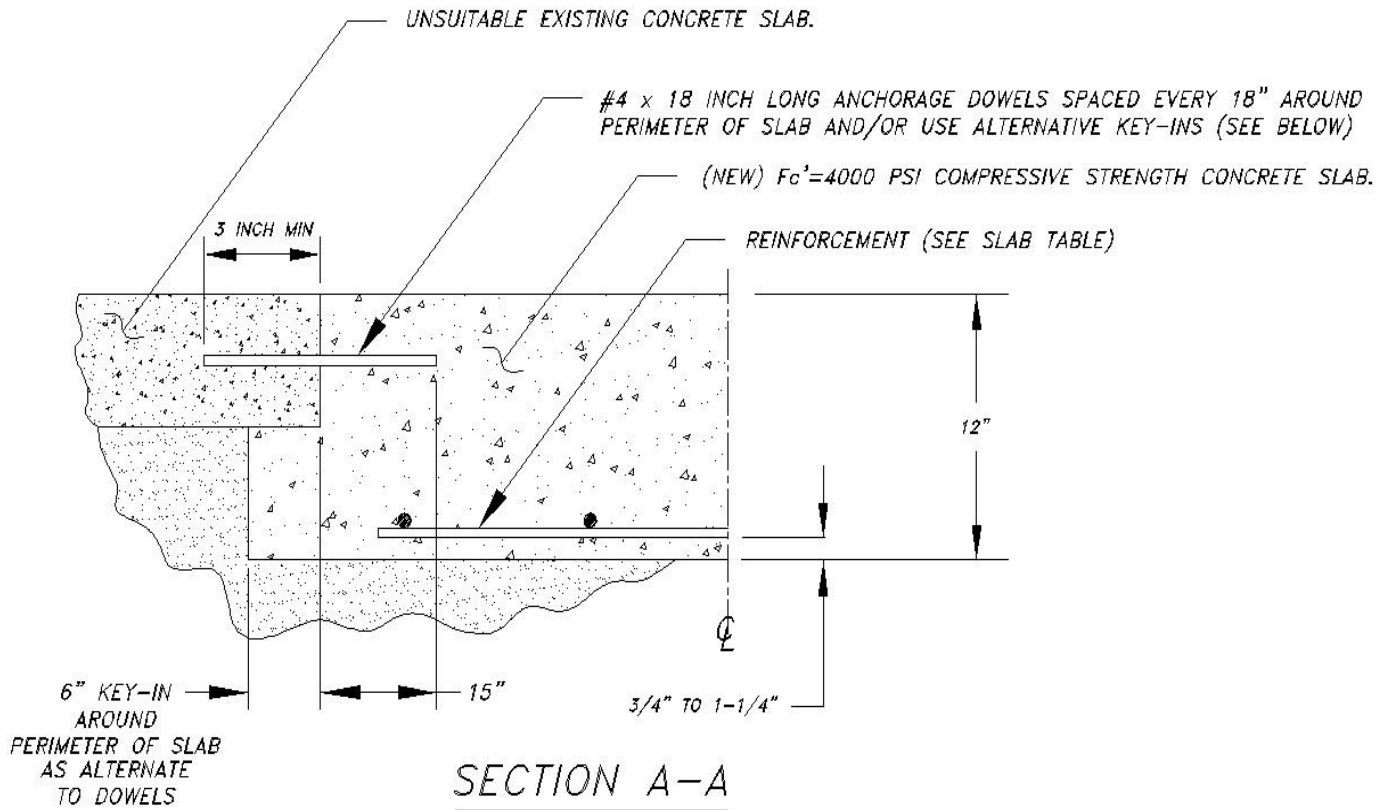 UNSUITABLE EXISTING CONCRETE SLAB.
#4 x 18 INCH LONG ANCHORAGE DOWELS SPACED EVERY 18" AROUND
PERIMETER OF SLAB AND/OR USE ALTERNATIVE KEY-INS (SEE BELOW)
(NEW) Fc'=4000 PSI COMPRESSIVE STRENGTH CONCRETE SLAB.
3 INCH MIN
REINFORCEMENT (SEE SLAB TABLE)
12"
℄
6" KEY-IN
AROUND
PERIMETER OF SLAB
AS ALTERNATE
TO DOWELS
15"
3/4" TO 1-1/4"
SECTION A-A